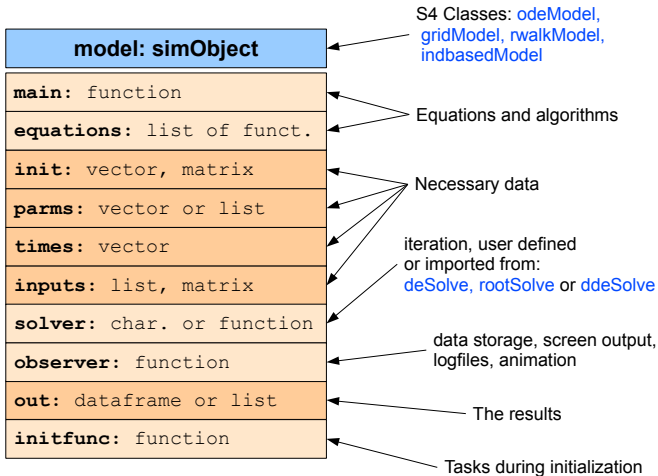 S4 Classes: odeModel,
gridModel, rwalkModel,
indbasedModel
model: simObject
main: function
equations: list of funct.
Equations and algorithms
init: vector, matrix
parms: vector or list
times: vector
inputs: list, matrix
Necessary data
solver: char. or function
iteration, user defined
or imported from:
deSolve, rootSolve or ddeSolve
observer: function
data storage, screen output,
logfiles, animation
out: dataframe or list
The results
initfunc: function
Tasks during initialization